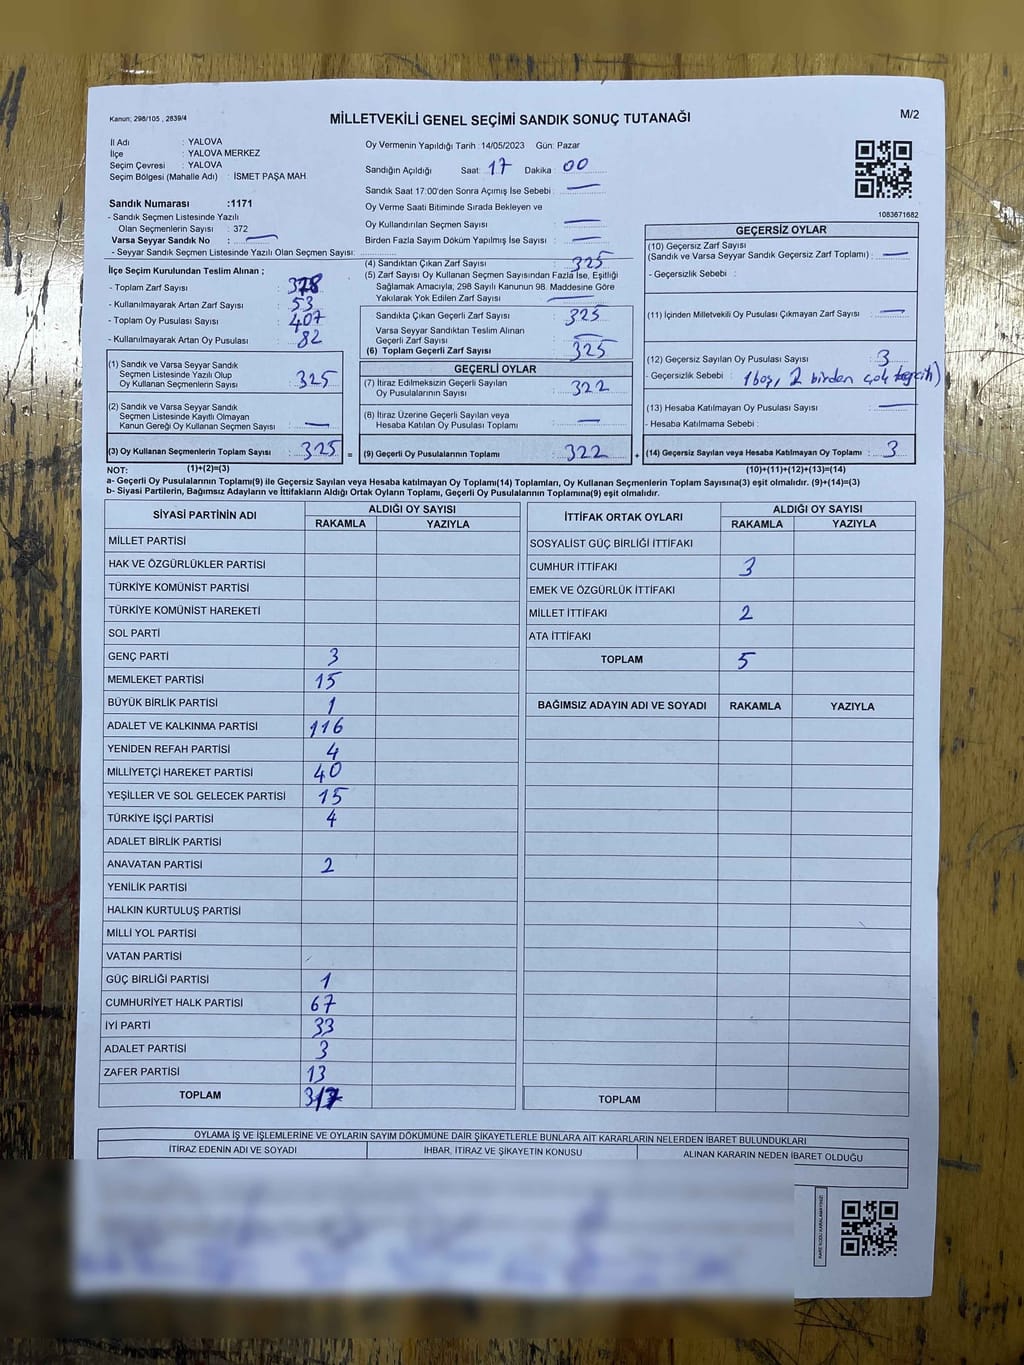 Kanun; 298/105 , 2839/4
MİLLETVEKİLİ GENEL SEÇİMİ SANDIK SONUÇ TUTANAĞI
M/2
İl Adı : YALOVA
İlçe : YALOVA MERKEZ
Seçim Çevresi : YALOVA
Seçim Bölgesi (Mahalle Adı) : İSMET PAŞA MAH
Oy Vermenin Yapıldığı Tarih : 14/05/2023 Gün: Pazar
Sandığın Açıldığı Saat: 17 Dakika : 00
Sandık Saat 17:00'den Sonra Açımış İse Sebebi : —
Oy Verme Saati Bitiminde Sırada Bekleyen ve
Oy Kullandırılan Seçmen Sayısı : —
Birden Fazla Sayım Döküm Yapılmış İse Sayısı : —
1083671682
Sandık Numarası :1171
- Sandık Seçmen Listesinde Yazılı
Olan Seçmenlerin Sayısı : 372
Varsa Seyyar Sandık No : —
- Seyyar Sandık Seçmen Listesinde Yazılı Olan Seçmen Sayısı:
İlçe Seçim Kurulundan Teslim Alınan ;
- Toplam Zarf Sayısı : 378
- Kullanılmayarak Artan Zarf Sayısı : 53
- Toplam Oy Pusulası Sayısı : 407
- Kullanılmayarak Artan Oy Pusulası : 82
(1) Sandık ve Varsa Seyyar Sandık
Seçmen Listesinde Yazılı Olup
Oy Kullanan Seçmenlerin Sayısı : 325
(2) Sandık ve Varsa Seyyar Sandık
Seçmen Listesinde Kayıtlı Olmayan
Kanun Gereği Oy Kullanan Seçmen Sayısı : —
(3) Oy Kullanan Seçmenlerin Toplam Sayısı : 325 =
(4) Sandıktan Çıkan Zarf Sayısı : 325
(5) Zarf Sayısı Oy Kullanan Seçmen Sayısından Fazla İse, Eşitliği
Sağlamak Amacıyla; 298 Sayılı Kanunun 98. Maddesine Göre
Yakılarak Yok Edilen Zarf Sayısı : —
Sandıkta Çıkan Geçerli Zarf Sayısı : 325
Varsa Seyyar Sandıktan Teslim Alınan
Geçerli Zarf Sayısı : —
(6) Toplam Geçerli Zarf Sayısı : 325
GEÇERLİ OYLAR
(7) İtiraz Edilmeksizin Geçerli Sayılan
Oy Pusulalarının Sayısı : 322
(8) İtiraz Üzerine Geçerli Sayılan veya
Hesaba Katılan Oy Pusulası Toplamı : —
(9) Geçerli Oy Pusulalarının Toplamı : 322 +
GEÇERSİZ OYLAR
(10) Geçersiz Zarf Sayısı
(Sandık ve Varsa Seyyar Sandık Geçersiz Zarf Toplamı) : —
- Geçersizlik Sebebi :
(11) İçinden Milletvekili Oy Pusulası Çıkmayan Zarf Sayısı : —
(12) Geçersiz Sayılan Oy Pusulası Sayısı : 3
- Geçersizlik Sebebi : 1 boş, 2 birden çok tercih)
(13) Hesaba Katılmayan Oy Pusulası Sayısı : —
- Hesaba Katılmama Sebebi :
(14) Geçersiz Sayılan veya Hesaba Katılmayan Oy Toplamı : 3
NOT: (1)+(2)=(3) (10)+(11)+(12)+(13)=(14)
a- Geçerli Oy Pusulalarının Toplamı(9) ile Geçersiz Sayılan veya Hesaba katılmayan Oy Toplamı(14) Toplamları, Oy Kullanan Seçmenlerin Toplam Sayısına(3) eşit olmalıdır. (9)+(14)=(3)
b- Siyasi Partilerin, Bağımsız Adayların ve İttifakların Aldığı Ortak Oyların Toplamı, Geçerli Oy Pusulalarının Toplamına(9) eşit olmalıdır.
SİYASİ PARTİNİN ADI ALDIĞI OY SAYISI
RAKAMLA YAZIYLA
MİLLET PARTİSİ
HAK VE ÖZGÜRLÜKLER PARTİSİ
TÜRKİYE KOMÜNİST PARTİSİ
TÜRKİYE KOMÜNİST HAREKETİ
SOL PARTİ
GENÇ PARTİ 3
MEMLEKET PARTİSİ 15
BÜYÜK BİRLİK PARTİSİ 1
ADALET VE KALKINMA PARTİSİ 116
YENİDEN REFAH PARTİSİ 4
MİLLİYETÇİ HAREKET PARTİSİ 40
YEŞİLLER VE SOL GELECEK PARTİSİ 15
TÜRKİYE İŞÇİ PARTİSİ 4
ADALET BİRLİK PARTİSİ
ANAVATAN PARTİSİ 2
YENİLİK PARTİSİ
HALKIN KURTULUŞ PARTİSİ
MİLLİ YOL PARTİSİ
VATAN PARTİSİ
GÜÇ BİRLİĞİ PARTİSİ 1
CUMHURİYET HALK PARTİSİ 67
İYİ PARTİ 33
ADALET PARTİSİ 3
ZAFER PARTİSİ 13
TOPLAM 317
İTTİFAK ORTAK OYLARI ALDIĞI OY SAYISI
RAKAMLA YAZIYLA
SOSYALİST GÜÇ BİRLİĞİ İTTİFAKI
CUMHUR İTTİFAKI 3
EMEK VE ÖZGÜRLÜK İTTİFAKI
MİLLET İTTİFAKI 2
ATA İTTİFAKI
TOPLAM 5
BAĞIMSIZ ADAYIN ADI VE SOYADI RAKAMLA YAZIYLA
TOPLAM
OYLAMA İŞ VE İŞLEMLERİNE VE OYLARIN SAYIM DÖKÜMÜNE DAİR ŞİKAYETLERLE BUNLARA AİT KARARLARIN NELERDEN İBARET BULUNDUKLARI
İTİRAZ EDENİN ADI VE SOYADI İHBAR, İTİRAZ VE ŞİKAYETİN KONUSU ALINAN KARARIN NEDEN İBARET OLDUĞU
KARE KODU KARALAMAYINIZ!